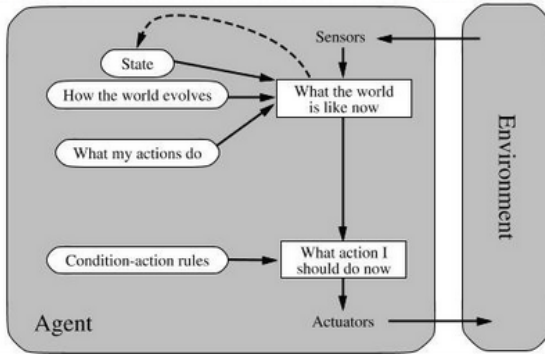 Sensors
State
How the world evolves
What the world
is like now
What my actions do
Condition-action rules
What action I
should do now
Agent
Actuators
Environment